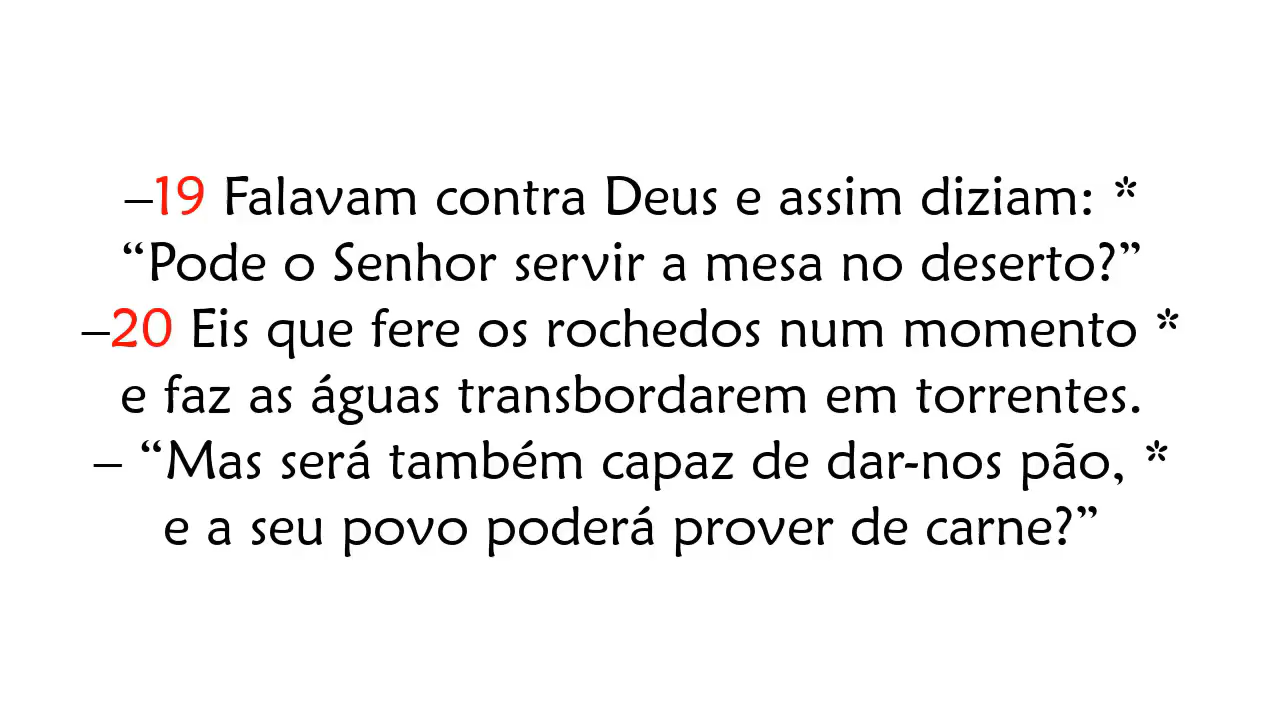 –19 Falavam contra Deus e assim diziam: *
“Pode o Senhor servir a mesa no deserto?”
–20 Eis que fere os rochedos num momento *
e faz as águas transbordarem em torrentes.
– “Mas será também capaz de dar-nos pão, *
e a seu povo poderá prover de carne?”